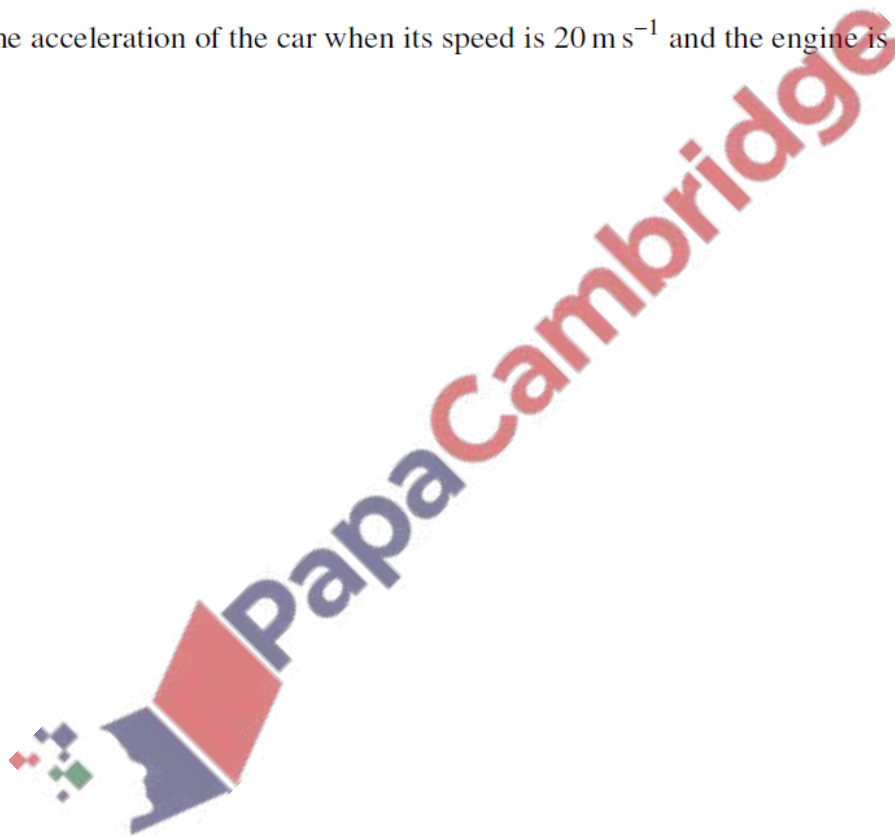 he acceleration of the car when its speed is 20 m s⁻¹ and the engine is
PapaCambridge